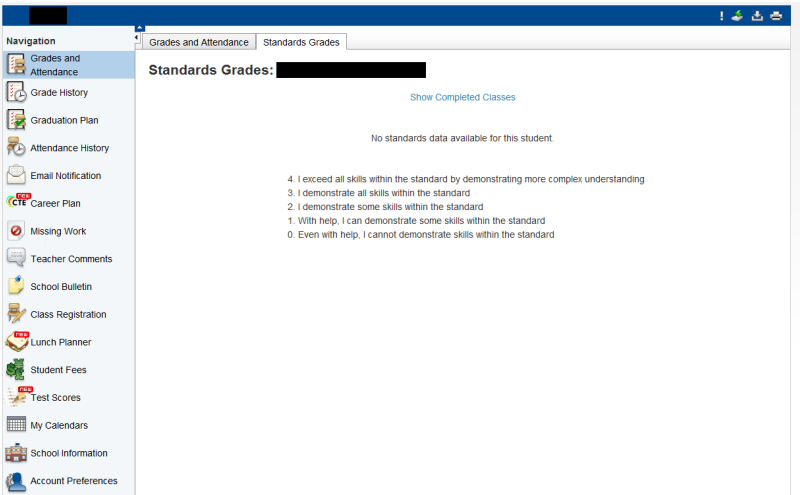 !
Navigation
Grades and
Attendance
Grade History
Graduation Plan
Attendance History
Email Notification
NEW
CTE Career Plan
Missing Work
Teacher Comments
School Bulletin
Class Registration
NEW
Lunch Planner
Student Fees
NEW
Test Scores
My Calendars
School Information
Account Preferences
Grades and Attendance
Standards Grades
Standards Grades:
Show Completed Classes
No standards data available for this student.
4. I exceed all skills within the standard by demonstrating more complex understanding
3. I demonstrate all skills within the standard
2. I demonstrate some skills within the standard
1. With help, I can demonstrate some skills within the standard
0. Even with help, I cannot demonstrate skills within the standard